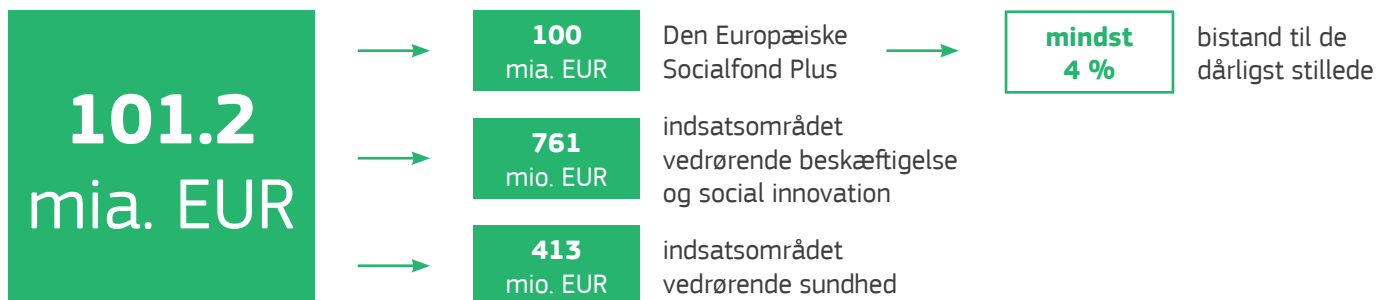 101.2
mia. EUR
100
mia. EUR
Den Europæiske
Socialfond Plus
mindst
4 %
bistand til de
dårligst stillede
761
mio. EUR
indsatsområdet
vedrørende beskæftigelse
og social innovation
413
mio. EUR
indsatsområdet
vedrørende sundhed